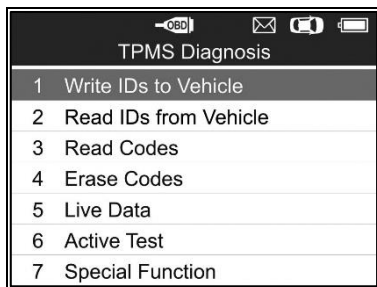 OBD
TPMS Diagnosis
1 Write IDs to Vehicle
2 Read IDs from Vehicle
3 Read Codes
4 Erase Codes
5 Live Data
6 Active Test
7 Special Function